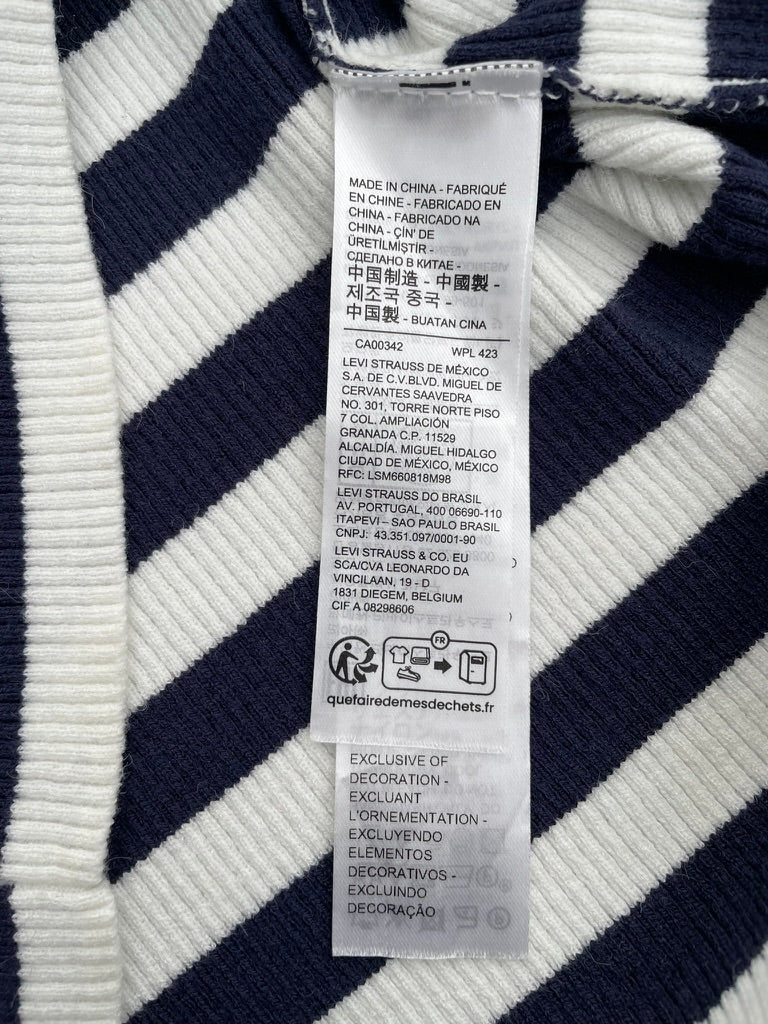 MADE IN CHINA - FABRIQUÉ
EN CHINE - FABRICADO EN
CHINA - FABRICADO NA
CHINA - ÇİN' DE
ÜRETİLMİŞTİR -
СДЕЛАНО В КИТАЕ -
中国制造 - 中國製 -
제조국 중국 -
中国製 - BUATAN CINA
CA00342 WPL 423
LEVI STRAUSS DE MÉXICO
S.A. DE C.V.BLVD. MIGUEL DE
CERVANTES SAAVEDRA
NO. 301, TORRE NORTE PISO
7 COL. AMPLIACIÓN
GRANADA C.P. 11529
ALCALDÍA. MIGUEL HIDALGO
CIUDAD DE MÉXICO, MÉXICO
RFC: LSM660818M98
LEVI STRAUSS DO BRASIL
AV. PORTUGAL, 400 06690-110
ITAPEVI – SAO PAULO BRASIL
CNPJ: 43.351.097/0001-90
LEVI STRAUSS & CO. EU
SCA/CVA LEONARDO DA
VINCILAAN, 19 - D
1831 DIEGEM, BELGIUM
CIF A 08298606
FR
quefairedemesdechets.fr
EXCLUSIVE OF
DECORATION -
EXCLUANT
L'ORNEMENTATION -
EXCLUYENDO
ELEMENTOS
DECORATIVOS -
EXCLUINDO
DECORAÇÃO